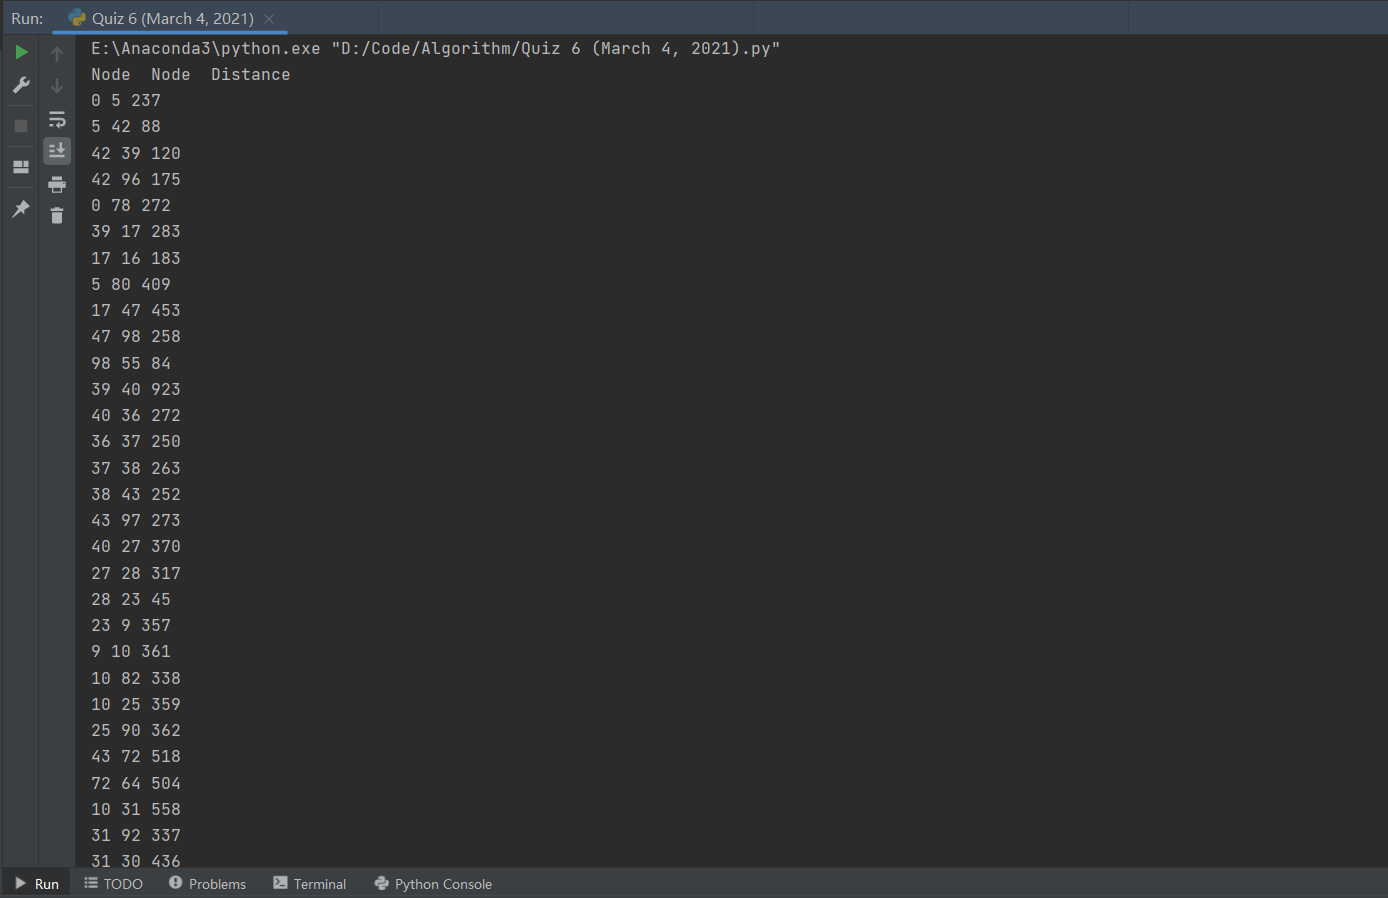 Run: Quiz 6 (March 4, 2021)
E:\Anaconda3\python.exe "D:/Code/Algorithm/Quiz 6 (March 4, 2021).py"
Node  Node  Distance
0 5 237
5 42 88
42 39 120
42 96 175
0 78 272
39 17 283
17 16 183
5 80 409
17 47 453
47 98 258
98 55 84
39 40 923
40 36 272
36 37 250
37 38 263
38 43 252
43 97 273
40 27 370
27 28 317
28 23 45
23 9 357
9 10 361
10 82 338
10 25 359
25 90 362
43 72 518
72 64 504
10 31 558
31 92 337
31 30 436
Run TODO Problems Terminal Python Console